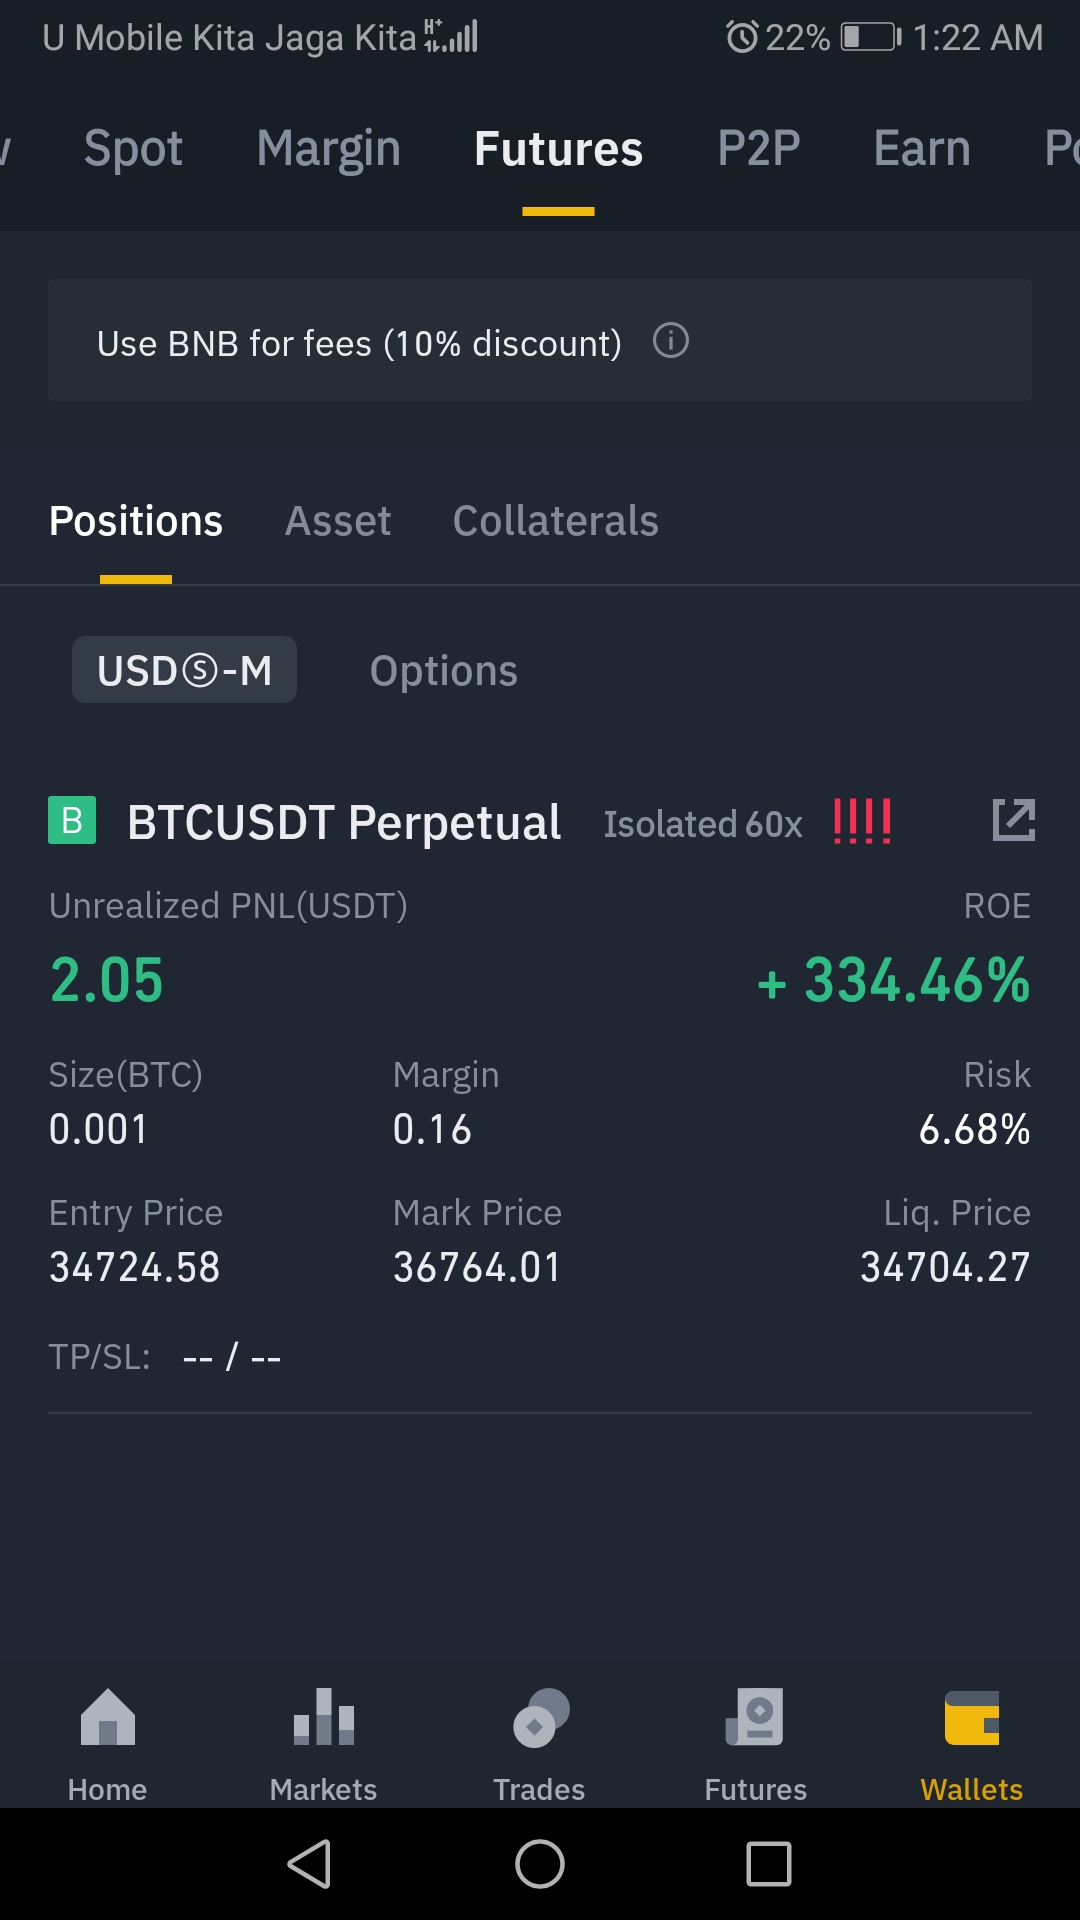 U Mobile Kita Jaga Kita H+ 22% 1:22 AM
Spot Margin Futures P2P Earn
Use BNB for fees (10% discount)
Positions Asset Collaterals
USDⓈ-M Options
B BTCUSDT Perpetual Isolated 60x !!!!
Unrealized PNL(USDT) ROE
2.05 + 334.46%
Size(BTC) Margin Risk
0.001 0.16 6.68%
Entry Price Mark Price Liq. Price
34724.58 36764.01 34704.27
TP/SL: -- / --
Home Markets Trades Futures Wallets